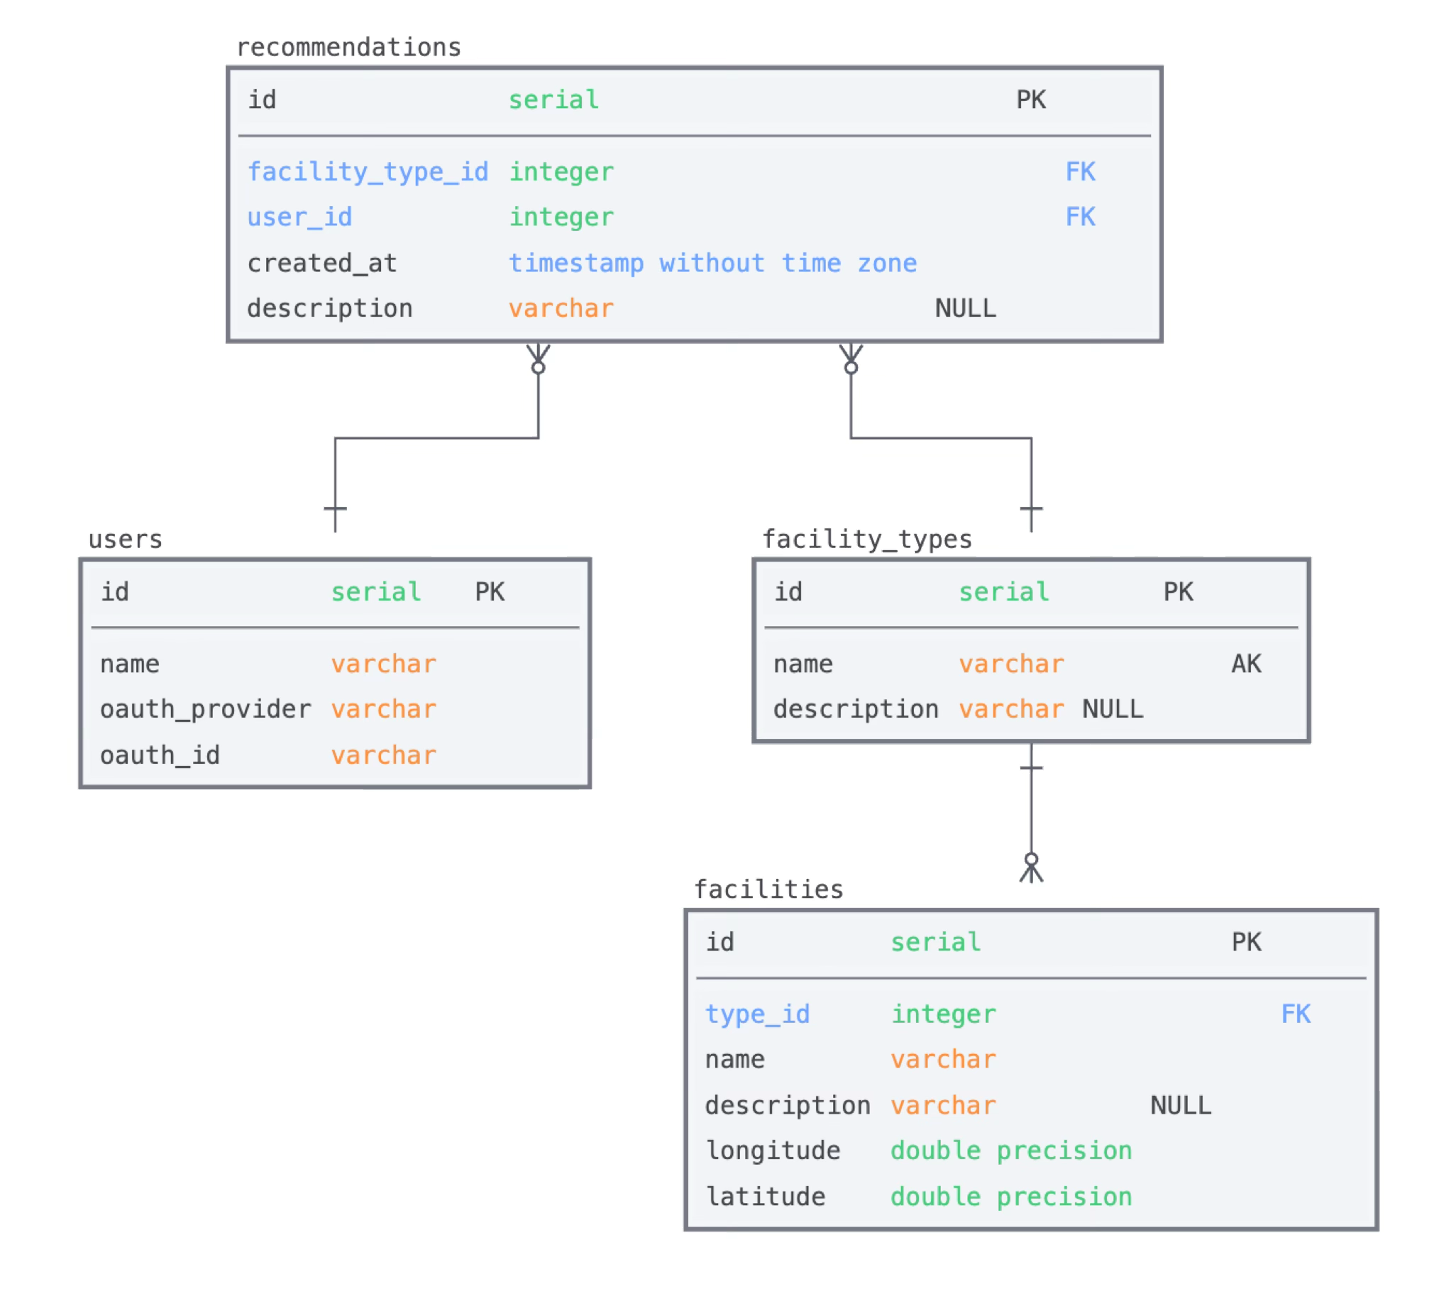 recommendations
id serial PK
facility_type_id integer FK
user_id integer FK
created_at timestamp without time zone
description varchar NULL
users
id serial PK
name varchar
oauth_provider varchar
oauth_id varchar
facility_types
id serial PK
name varchar AK
description varchar NULL
facilities
id serial PK
type_id integer FK
name varchar
description varchar NULL
longitude double precision
latitude double precision